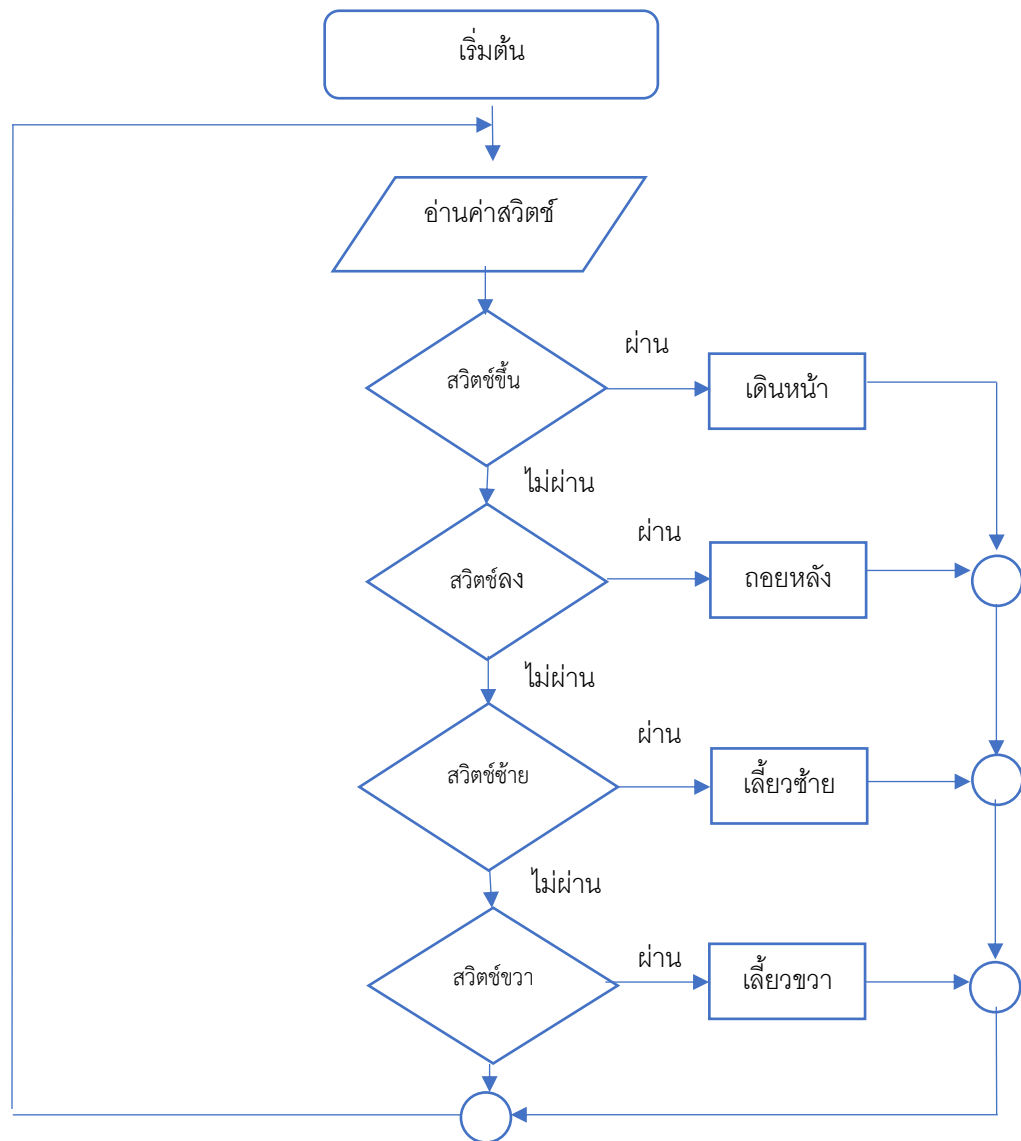 เริ่มต้น
อ่านค่าสวิตช์
ผ่าน
สวิตช์ขึ้น
เดินหน้า
ไม่ผ่าน
ผ่าน
สวิตช์ลง
ถอยหลัง
ไม่ผ่าน
ผ่าน
สวิตช์ซ้าย
เลี้ยวซ้าย
ไม่ผ่าน
ผ่าน
สวิตช์ขวา
เลี้ยวขวา